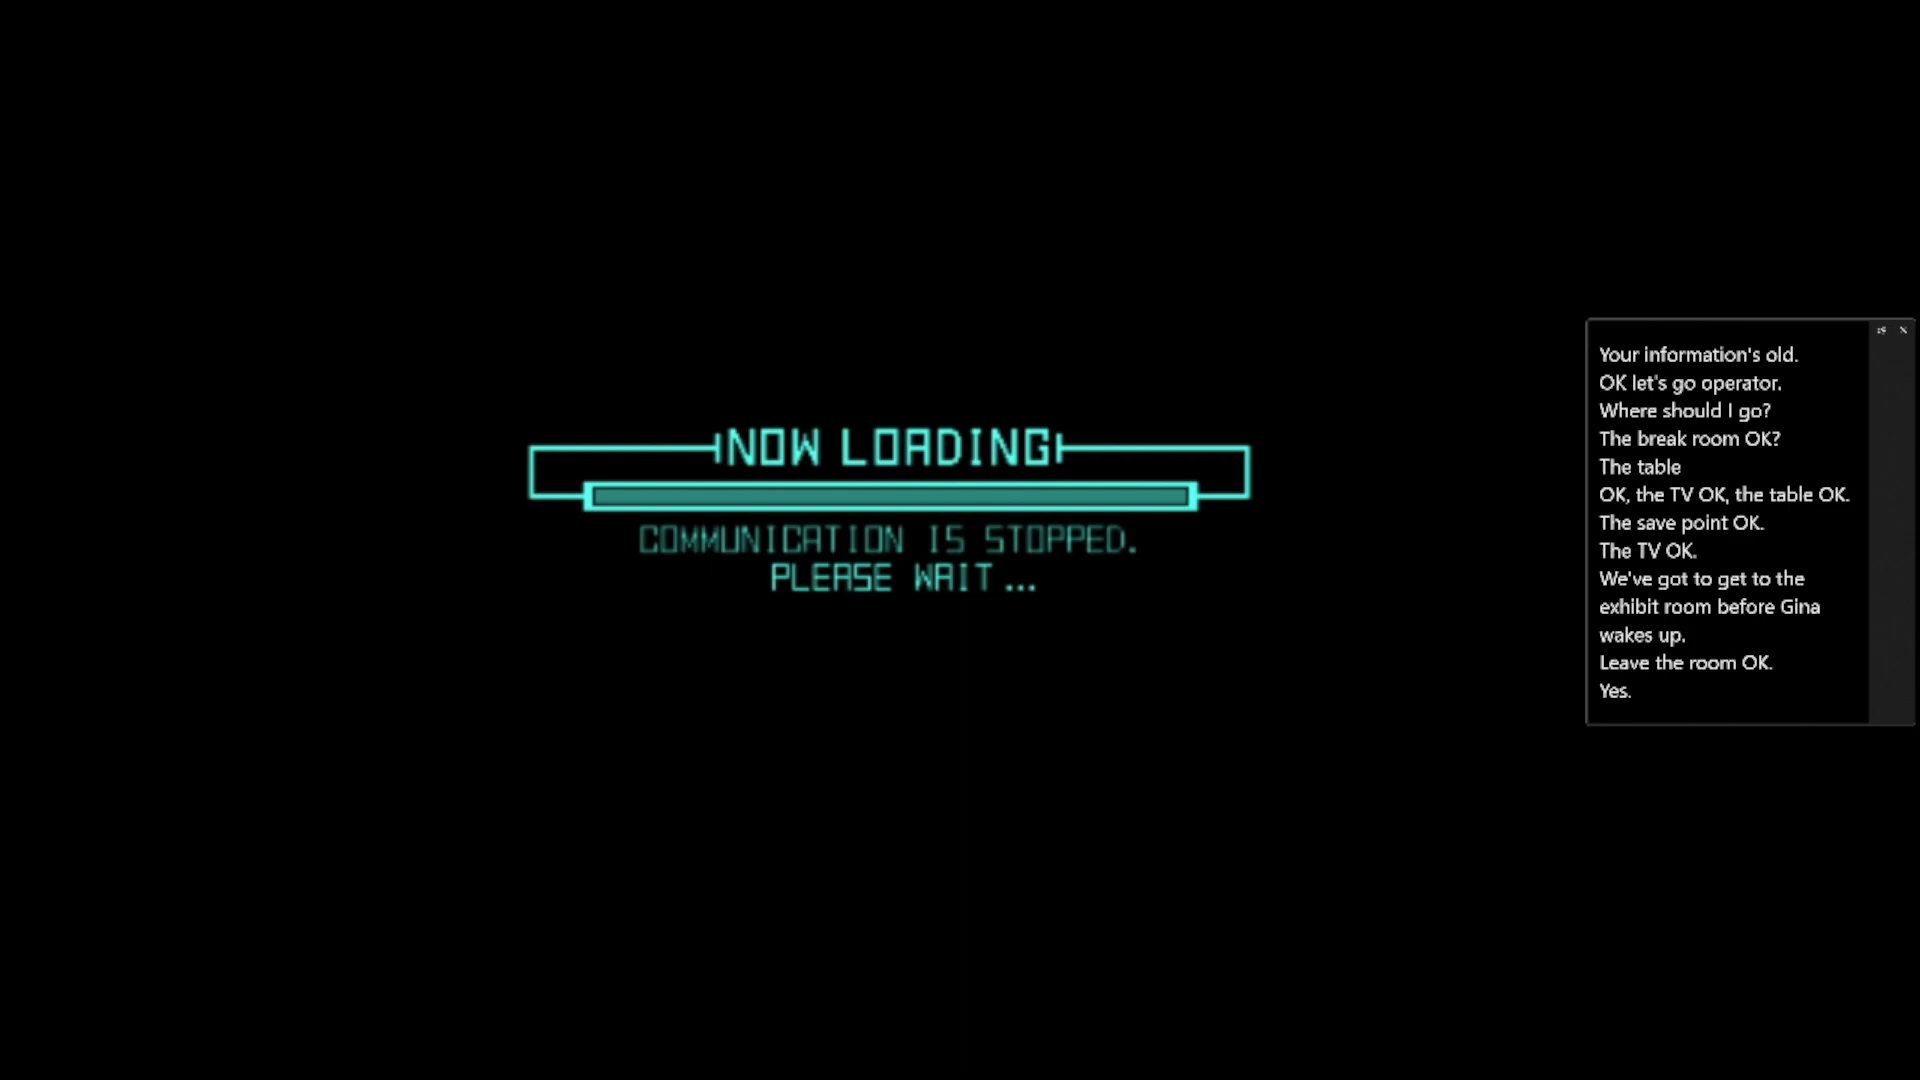 NOW LOADING
COMMUNICATION IS STOPPED.
PLEASE WAIT...
Your information's old.
OK let's go operator.
Where should I go?
The break room OK?
The table
OK, the TV OK, the table OK.
The save point OK.
The TV OK.
We've got to get to the
exhibit room before Gina
wakes up.
Leave the room OK.
Yes.